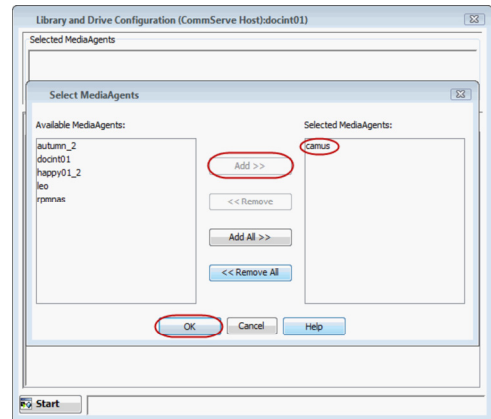 Library and Drive Configuration (CommServe Host):docint01)
Selected MediaAgents
Select MediaAgents
Available MediaAgents:
Selected MediaAgents:
autumn_2
docint01
happy01_2
leo
rpmnas
camus
Add >>
<< Remove
Add All >>
<< Remove All
OK
Cancel
Help
Start